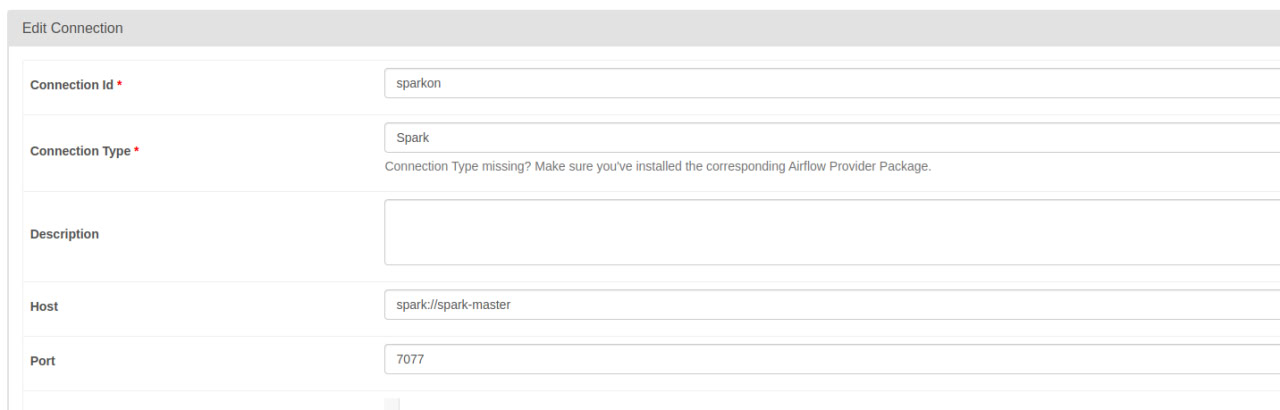 Edit Connection
Connection Id *
sparkon
Connection Type *
Spark
Connection Type missing? Make sure you've installed the corresponding Airflow Provider Package.
Description
Host
spark://spark-master
Port
7077